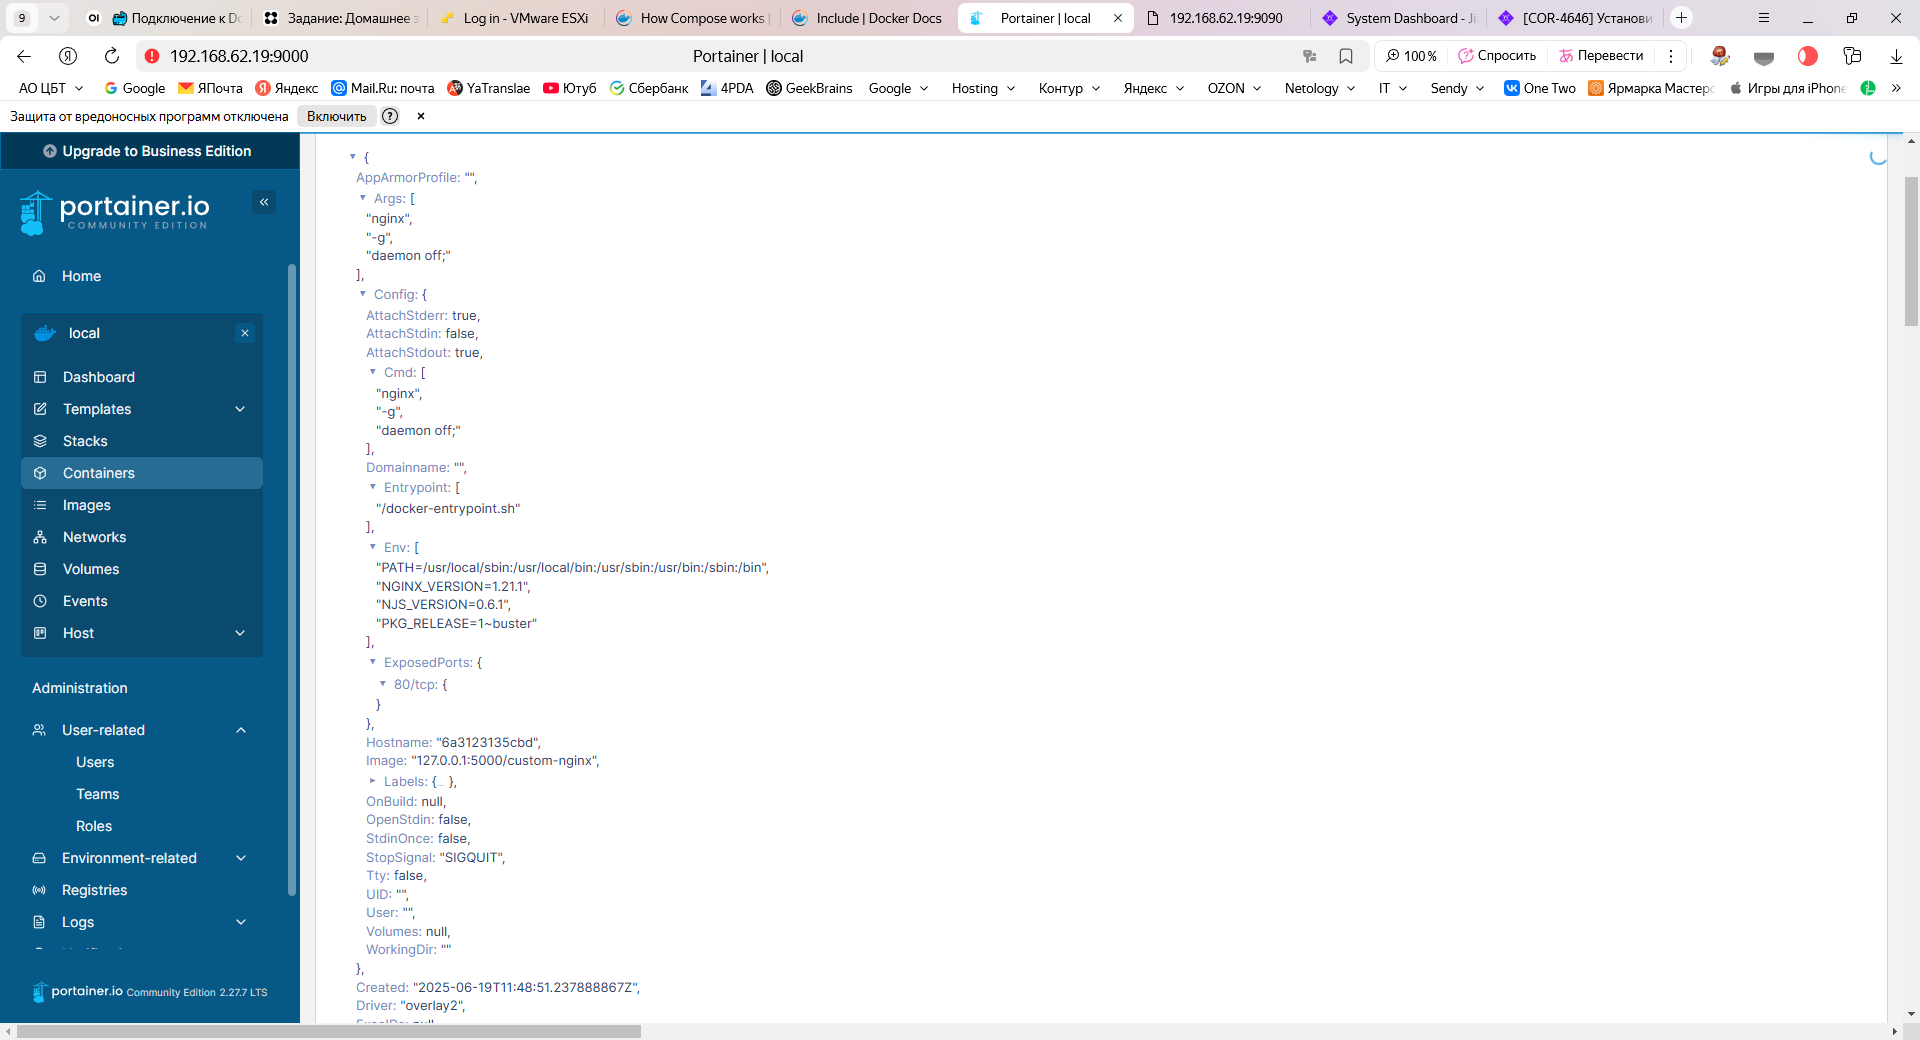 9
Подключение к Do
Задание: Домашнее з
Log in - VMware ESXi
How Compose works
Include | Docker Docs
Portainer | local
192.168.62.19:9090
System Dashboard - Ji
[COR-4646] Установи
192.168.62.19:9000
Portainer | local
100 %
Спросить
Перевести
АО ЦБТ
Google
ЯПочта
Яндекс
Mail.Ru: почта
YaTranslae
Ютуб
Сбербанк
4PDA
GeekBrains
Google
Hosting
Контур
Яндекс
OZON
Netology
IT
Sendy
One Two
Ярмарка Мастеро
Игры для iPhone
Защита от вредоносных программ отключена
Включить
Upgrade to Business Edition
portainer.io
COMMUNITY EDITION
Home
local
Dashboard
Templates
Stacks
Containers
Images
Networks
Volumes
Events
Host
Administration
User-related
Users
Teams
Roles
Environment-related
Registries
Logs
portainer.io Community Edition 2.27.7 LTS
{
AppArmorProfile: "",
Args: [
"nginx",
"-g",
"daemon off;"
],
Config: {
AttachStderr: true,
AttachStdin: false,
AttachStdout: true,
Cmd: [
"nginx",
"-g",
"daemon off;"
],
Domainname: "",
Entrypoint: [
"/docker-entrypoint.sh"
],
Env: [
"PATH=/usr/local/sbin:/usr/local/bin:/usr/sbin:/usr/bin:/sbin:/bin",
"NGINX_VERSION=1.21.1",
"NJS_VERSION=0.6.1",
"PKG_RELEASE=1~buster"
],
ExposedPorts: {
80/tcp: {
}
},
Hostname: "6a3123135cbd",
Image: "127.0.0.1:5000/custom-nginx",
Labels: {... },
OnBuild: null,
OpenStdin: false,
StdinOnce: false,
StopSignal: "SIGQUIT",
Tty: false,
UID: "",
User: "",
Volumes: null,
WorkingDir: ""
},
Created: "2025-06-19T11:48:51.237888867Z",
Driver: "overlay2",